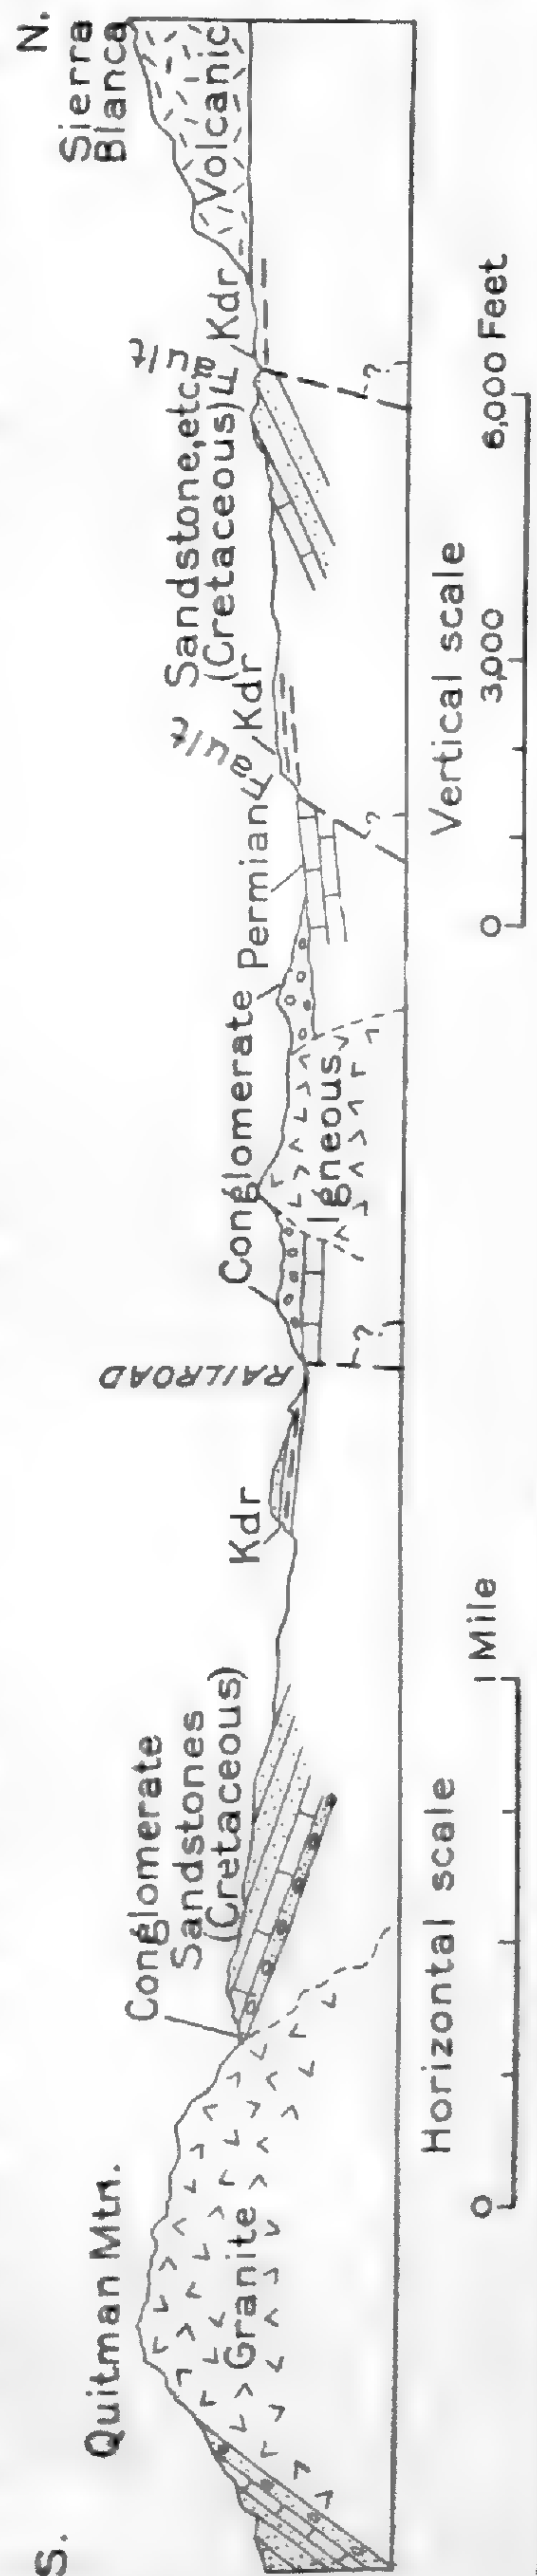 S.
Quitman Mtn.
Granite
Conglomerate
Sandstones
(Cretaceous)
Kdr
RAILROAD
?
Conglomerate
Igneous
Permian
Fault
?
Kdr
Sandstone,etc.
(Cretaceous)
Fault
?
Kdr
Volcanic
Sierra
Blanca
N.
Horizontal scale
0 1 Mile
Vertical scale
0 3,000 6,000 Feet